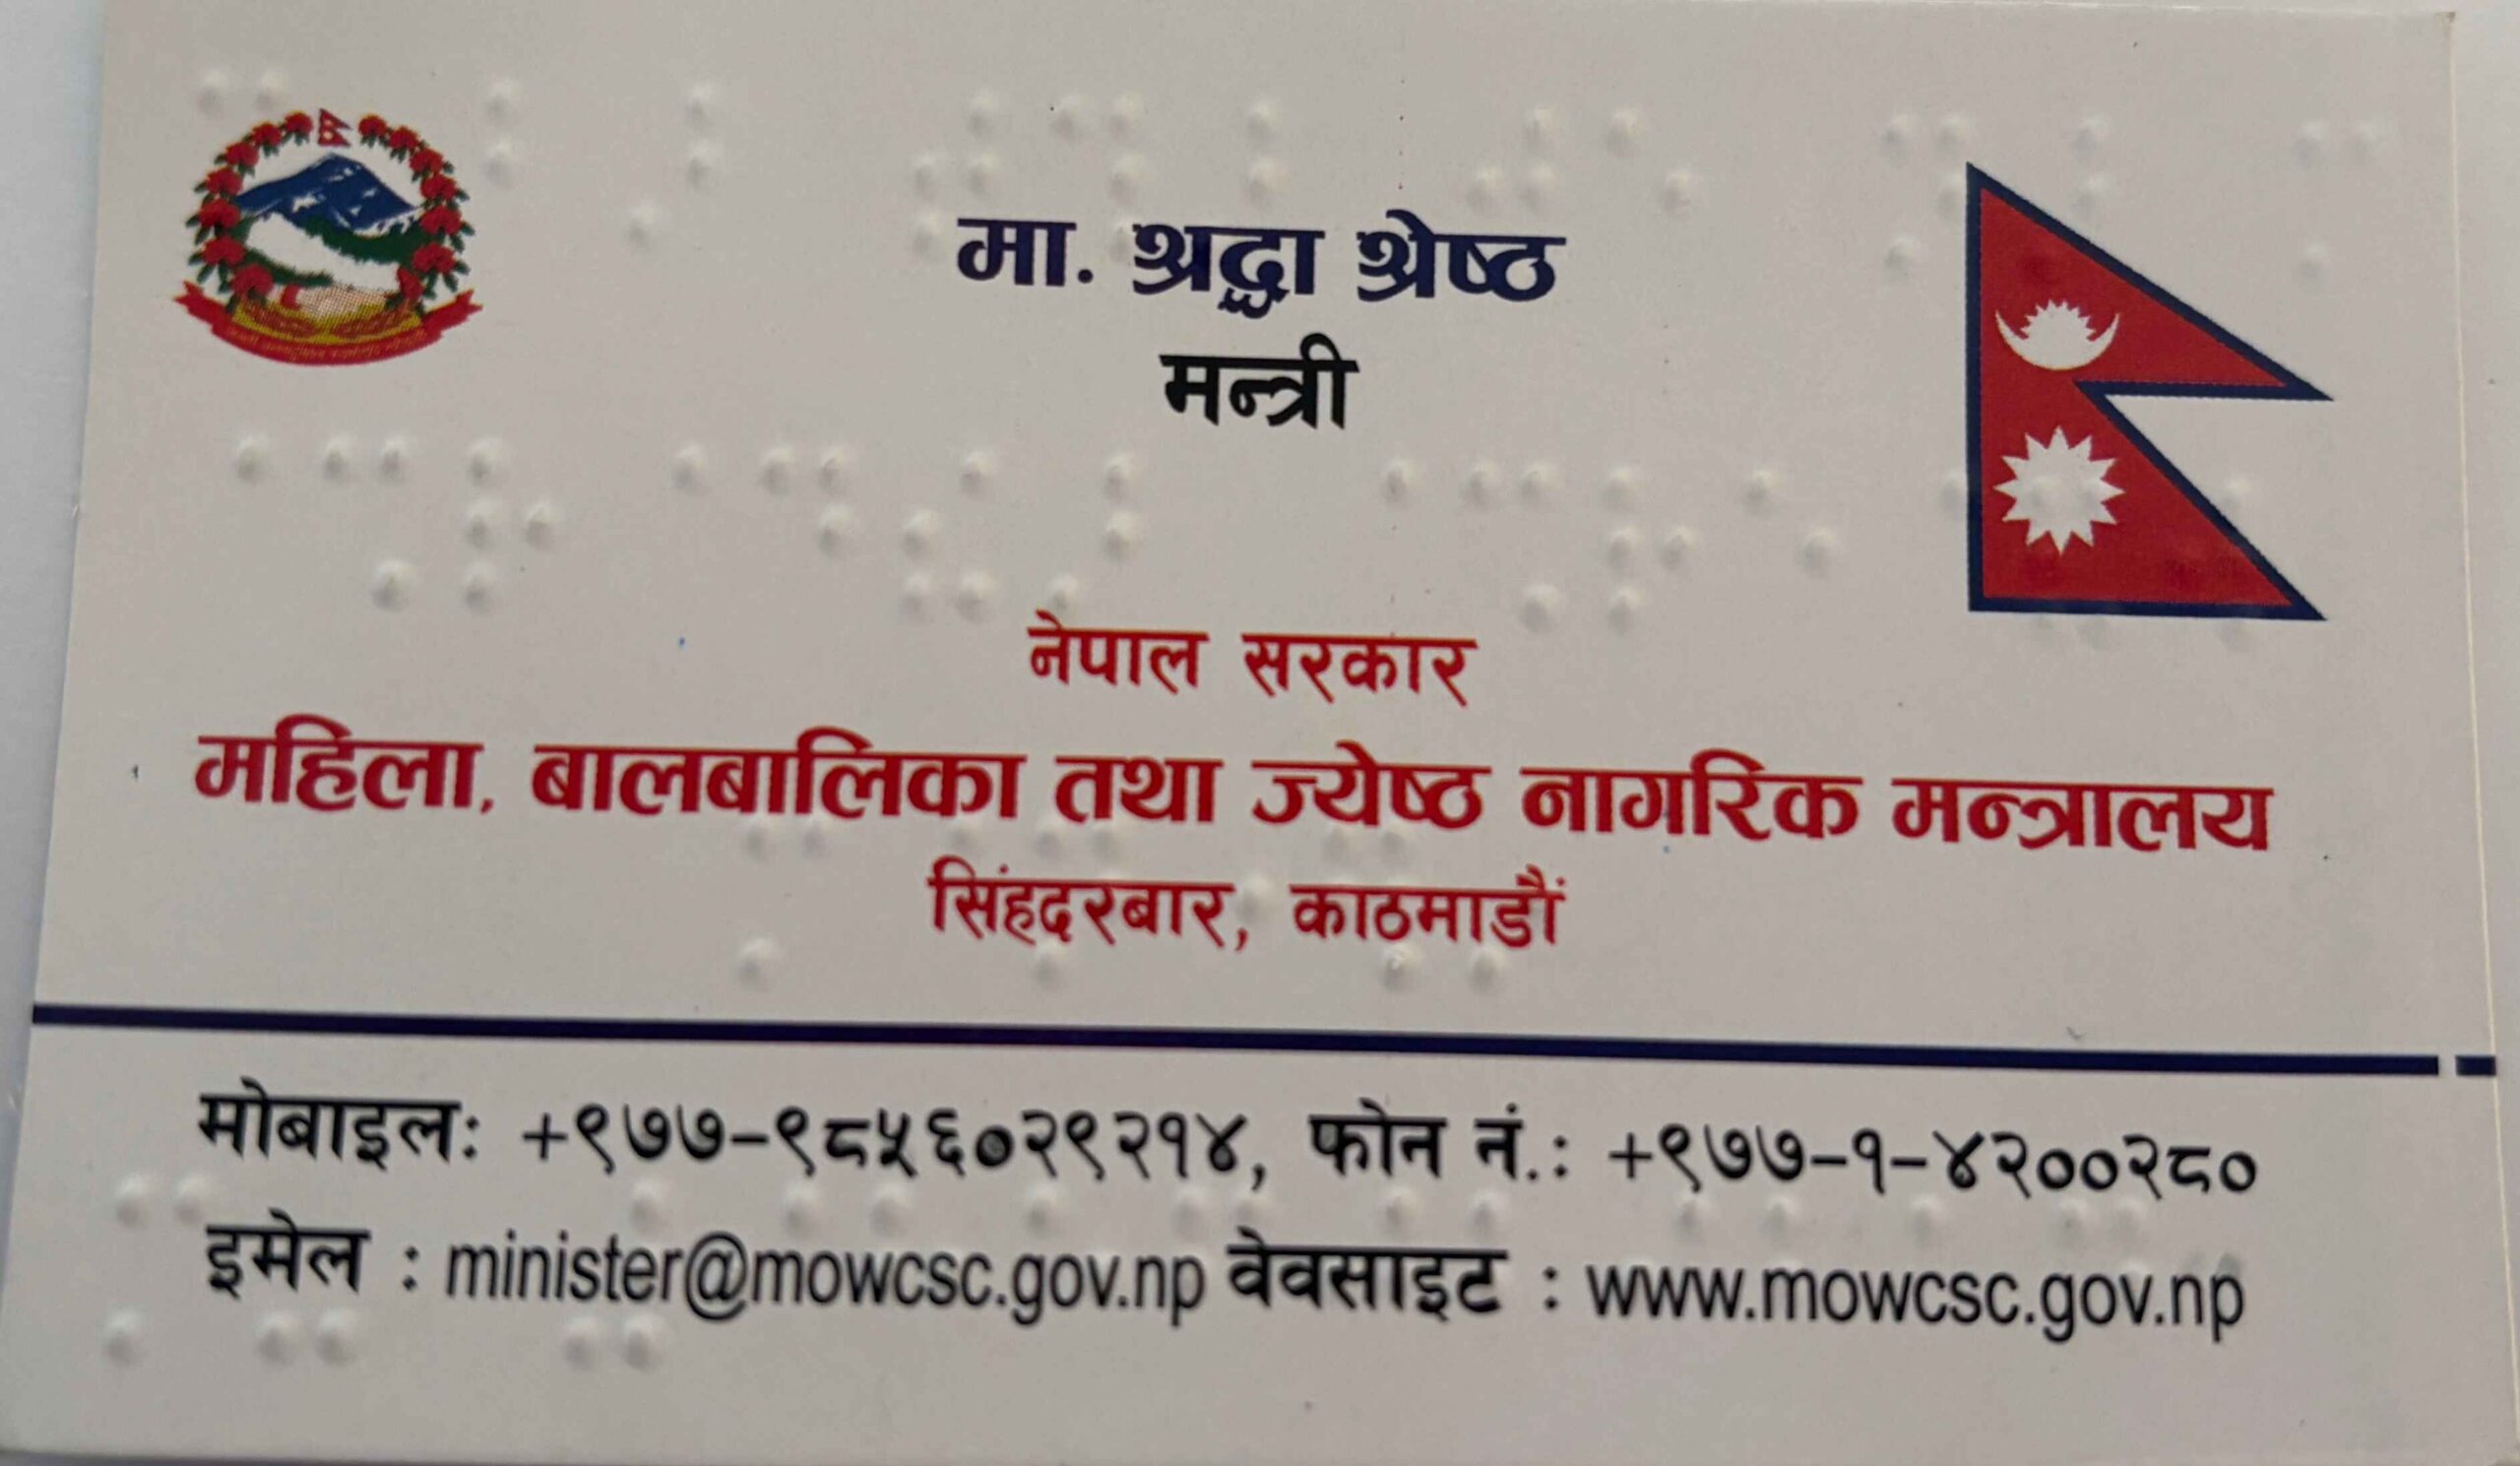 मा. श्रद्धा श्रेष्ठ
मन्त्री
नेपाल सरकार
महिला, बालबालिका तथा ज्येष्ठ नागरिक मन्त्रालय
सिंहदरबार, काठमाडौं
मोबाइल: +९७७-९८५६०२९२१४, फोन नं.: +९७७-१-४२००२८०
इमेल : minister@mowcsc.gov.np वेवसाइट : www.mowcsc.gov.np